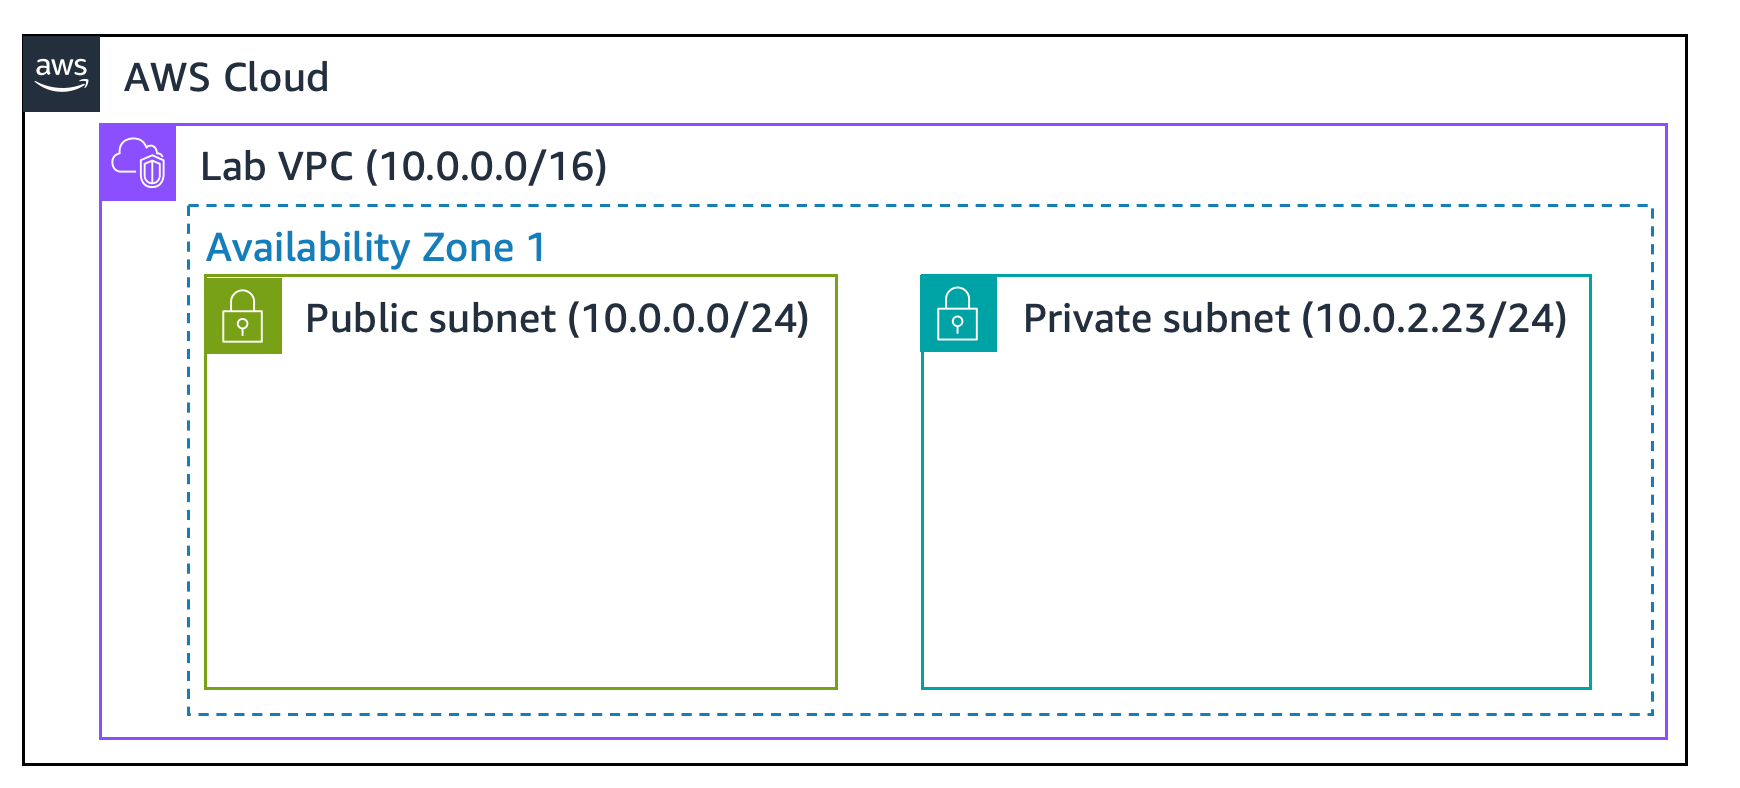 aws
AWS Cloud
Lab VPC (10.0.0.0/16)
Availability Zone 1
Public subnet (10.0.0.0/24)
Private subnet (10.0.2.23/24)